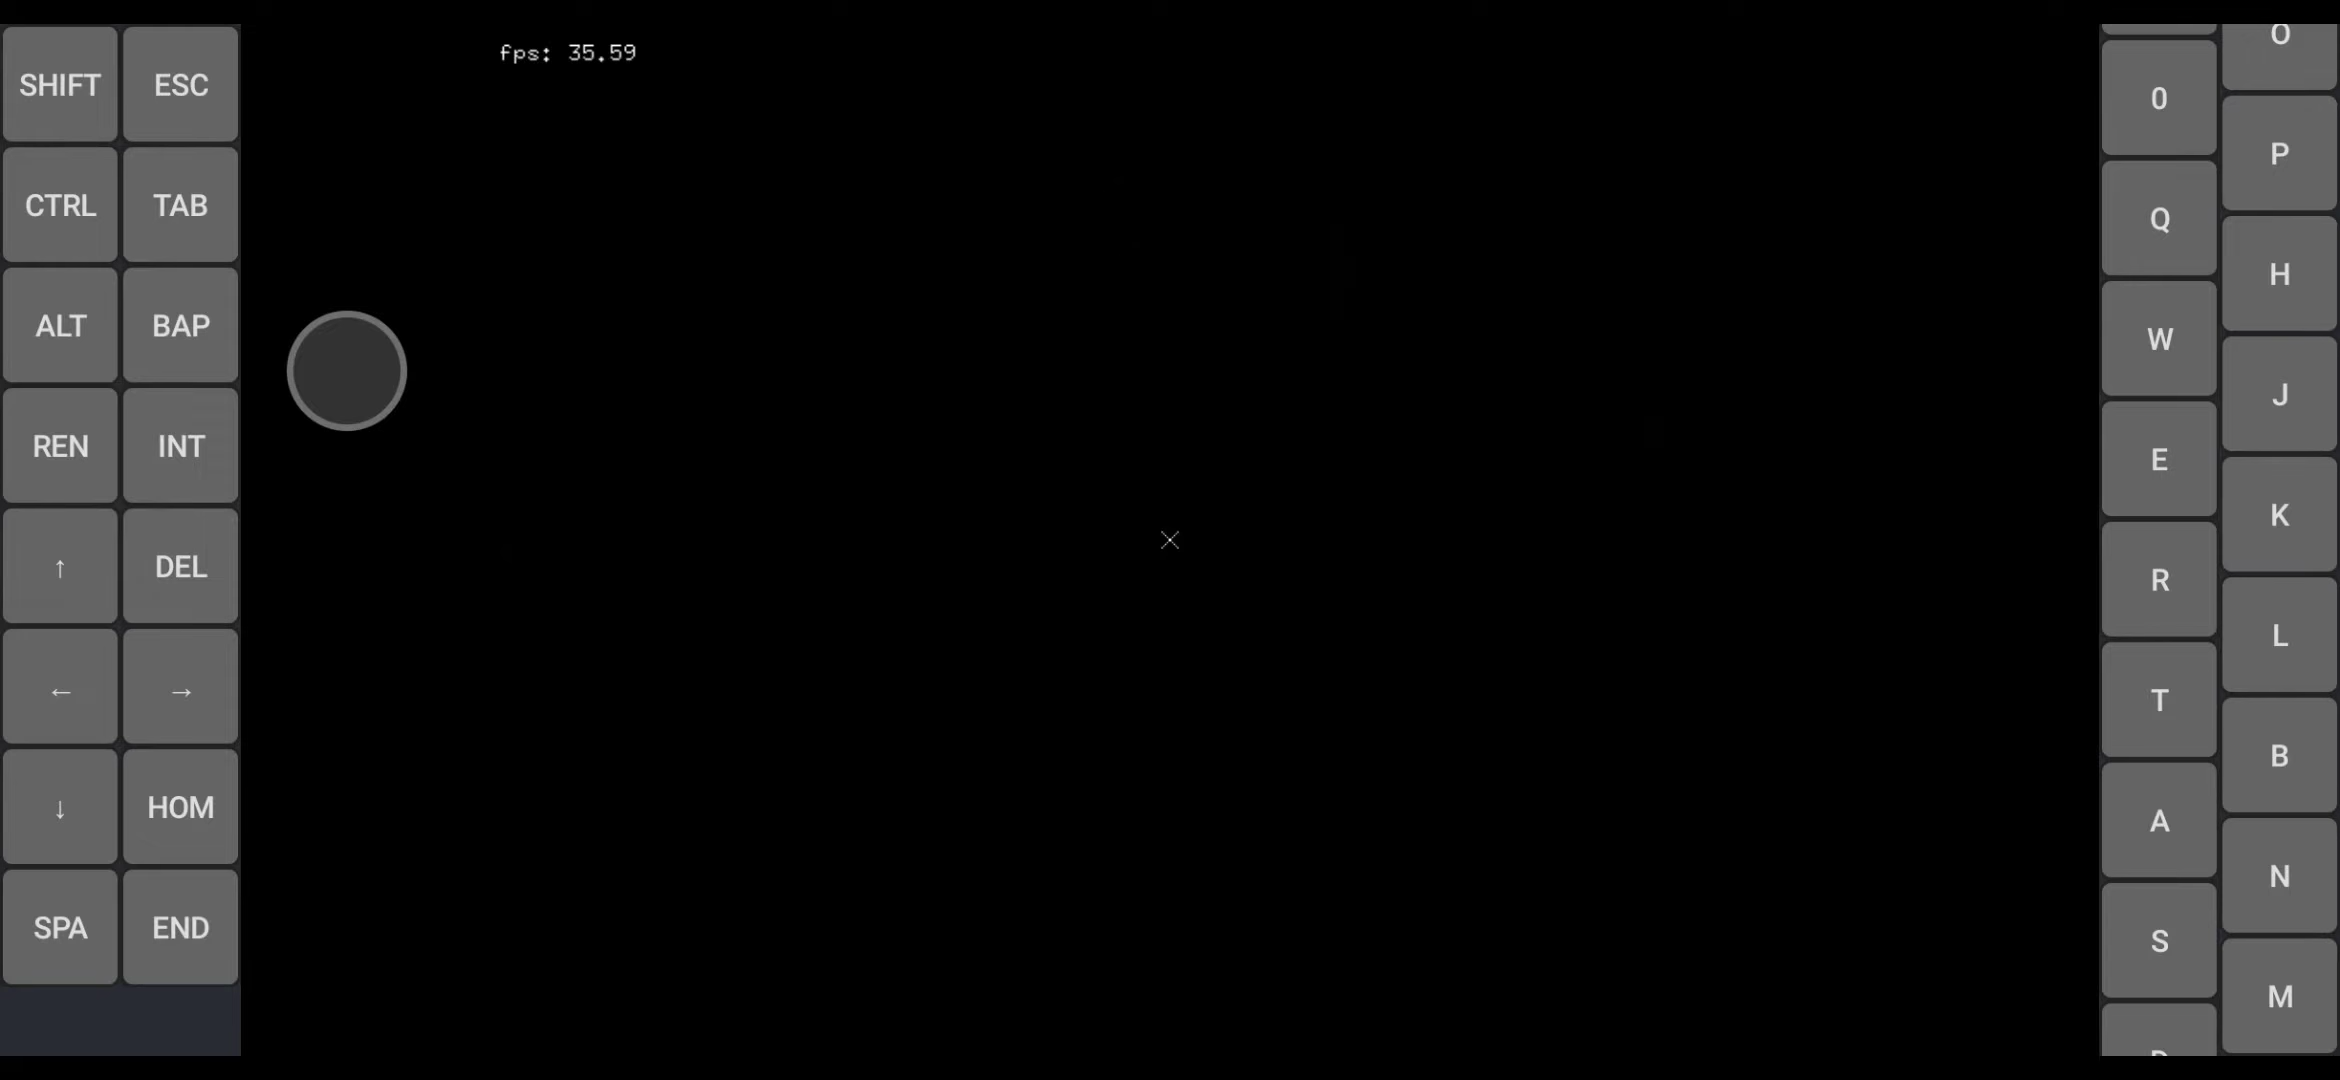 SHIFT ESC
CTRL TAB
ALT BAP
REN INT
↑ DEL
← →
↓ HOM
SPA END
fps: 35.59
0
Q
W
E
R
T
A
S
O
P
H
J
K
L
B
N
M